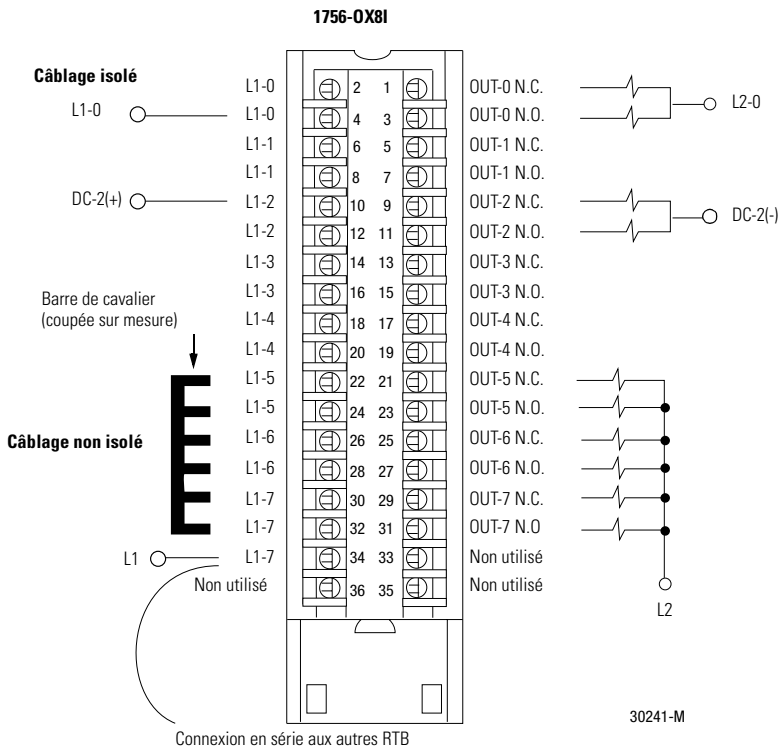 1756-OX8I
Câblage isolé
L1-0 2 1 OUT-0 N.C.
L1-0 L1-0 4 3 OUT-0 N.O. L2-0
L1-1 6 5 OUT-1 N.C.
L1-1 8 7 OUT-1 N.O.
DC-2(+) L1-2 10 9 OUT-2 N.C. DC-2(-)
L1-2 12 11 OUT-2 N.O.
L1-3 14 13 OUT-3 N.C.
L1-3 16 15 OUT-3 N.O.
Barre de cavalier
(coupée sur mesure)
L1-4 18 17 OUT-4 N.C.
L1-4 20 19 OUT-4 N.O.
L1-5 22 21 OUT-5 N.C.
L1-5 24 23 OUT-5 N.O.
Câblage non isolé
L1-6 26 25 OUT-6 N.C.
L1-6 28 27 OUT-6 N.O.
L1-7 30 29 OUT-7 N.C.
L1-7 32 31 OUT-7 N.O
L1 L1-7 34 33 Non utilisé
Non utilisé 36 35 Non utilisé
L2
30241-M
Connexion en série aux autres RTB